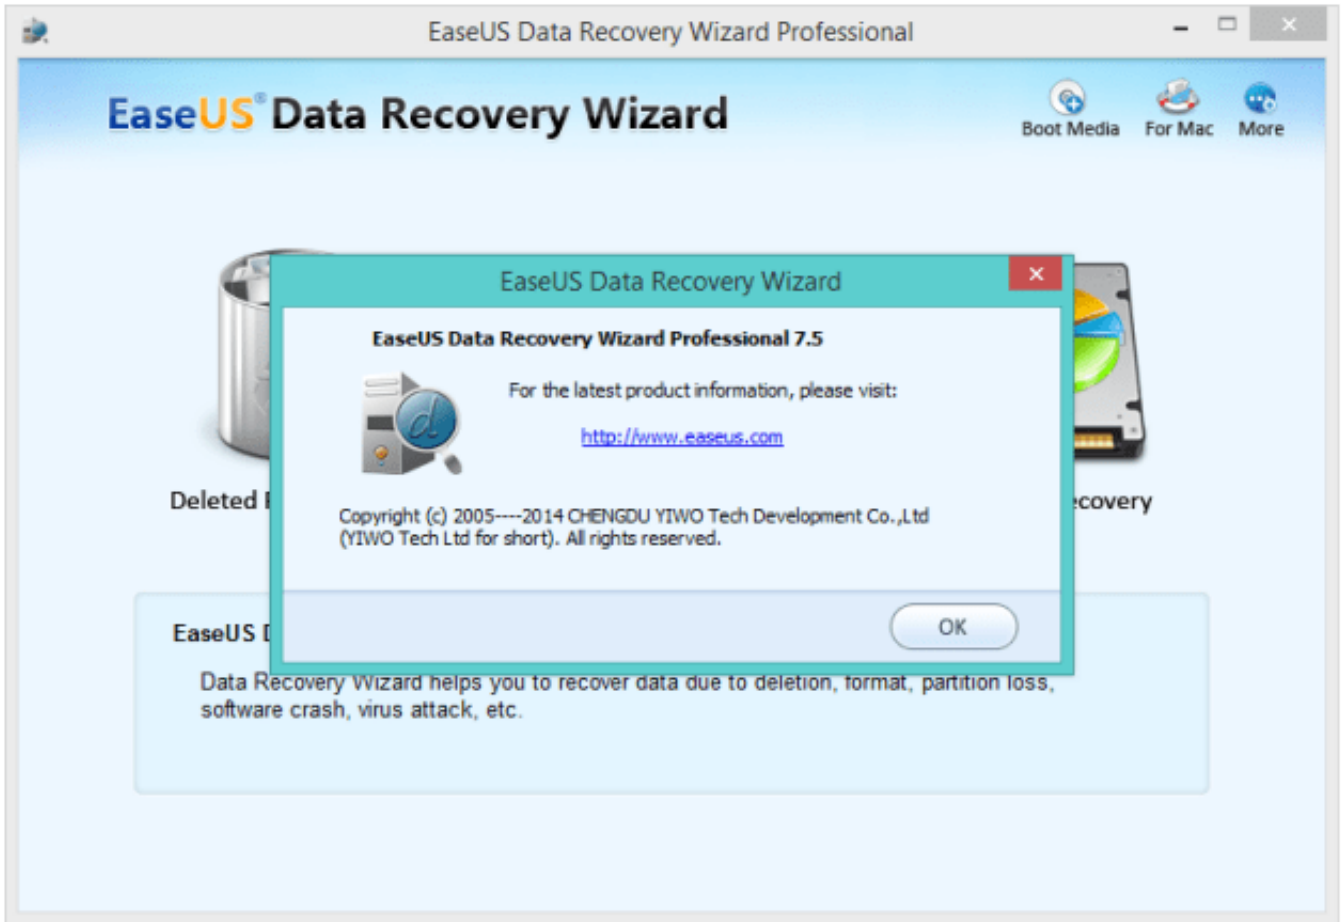 EaseUS Data Recovery Wizard Professional
EaseUS® Data Recovery Wizard
Boot Media For Mac More
EaseUS Data Recovery Wizard
EaseUS Data Recovery Wizard Professional 7.5
For the latest product information, please visit:
http://www.easeus.com
Deleted
Copyright (c) 2005----2014 CHENGDU YIWO Tech Development Co.,Ltd
(YIWO Tech Ltd for short). All rights reserved.
OK
EaseUS
Data Recovery Wizard helps you to recover data due to deletion, format, partition loss,
software crash, virus attack, etc.